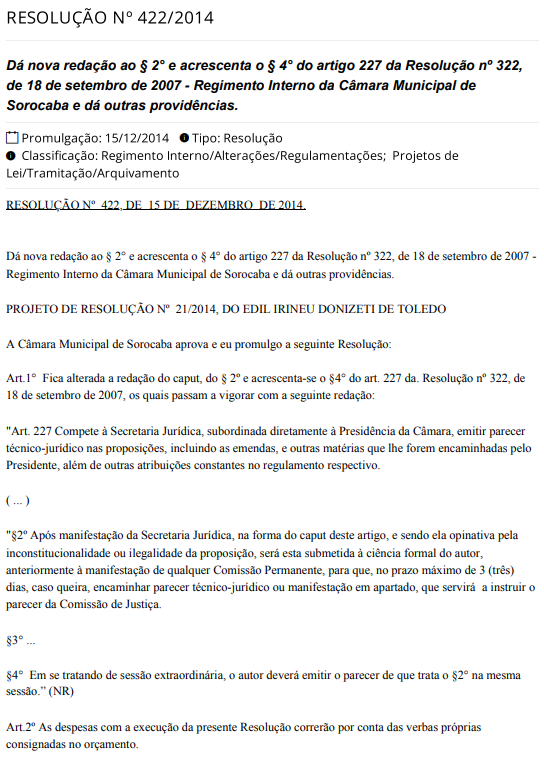 RESOLUÇÃO Nº 422/2014
Dá nova redação ao § 2° e acrescenta o § 4° do artigo 227 da Resolução nº 322,
de 18 de setembro de 2007 - Regimento Interno da Câmara Municipal de
Sorocaba e dá outras providências.
Promulgação: 15/12/2014 Tipo: Resolução
Classificação: Regimento Interno/Alterações/Regulamentações; Projetos de
Lei/Tramitação/Arquivamento
RESOLUÇÃO Nº 422, DE 15 DE DEZEMBRO DE 2014.
Dá nova redação ao § 2° e acrescenta o § 4° do artigo 227 da Resolução nº 322, de 18 de setembro de 2007 -
Regimento Interno da Câmara Municipal de Sorocaba e dá outras providências.
PROJETO DE RESOLUÇÃO Nº 21/2014, DO EDIL IRINEU DONIZETI DE TOLEDO
A Câmara Municipal de Sorocaba aprova e eu promulgo a seguinte Resolução:
Art.1° Fica alterada a redação do caput, do § 2º e acrescenta-se o §4° do art. 227 da. Resolução nº 322, de
18 de setembro de 2007, os quais passam a vigorar com a seguinte redação:
"Art. 227 Compete à Secretaria Jurídica, subordinada diretamente à Presidência da Câmara, emitir parecer
técnico-jurídico nas proposições, incluindo as emendas, e outras matérias que lhe forem encaminhadas pelo
Presidente, além de outras atribuições constantes no regulamento respectivo.
( ... )
"§2º Após manifestação da Secretaria Jurídica, na forma do caput deste artigo, e sendo ela opinativa pela
inconstitucionalidade ou ilegalidade da proposição, será esta submetida à ciência formal do autor,
anteriormente à manifestação de qualquer Comissão Permanente, para que, no prazo máximo de 3 (três)
dias, caso queira, encaminhar parecer técnico-jurídico ou manifestação em apartado, que servirá a instruir o
parecer da Comissão de Justiça.
§3° ...
§4° Em se tratando de sessão extraordinária, o autor deverá emitir o parecer de que trata o §2° na mesma
sessão." (NR)
Art.2º As despesas com a execução da presente Resolução correrão por conta das verbas próprias
consignadas no orçamento.